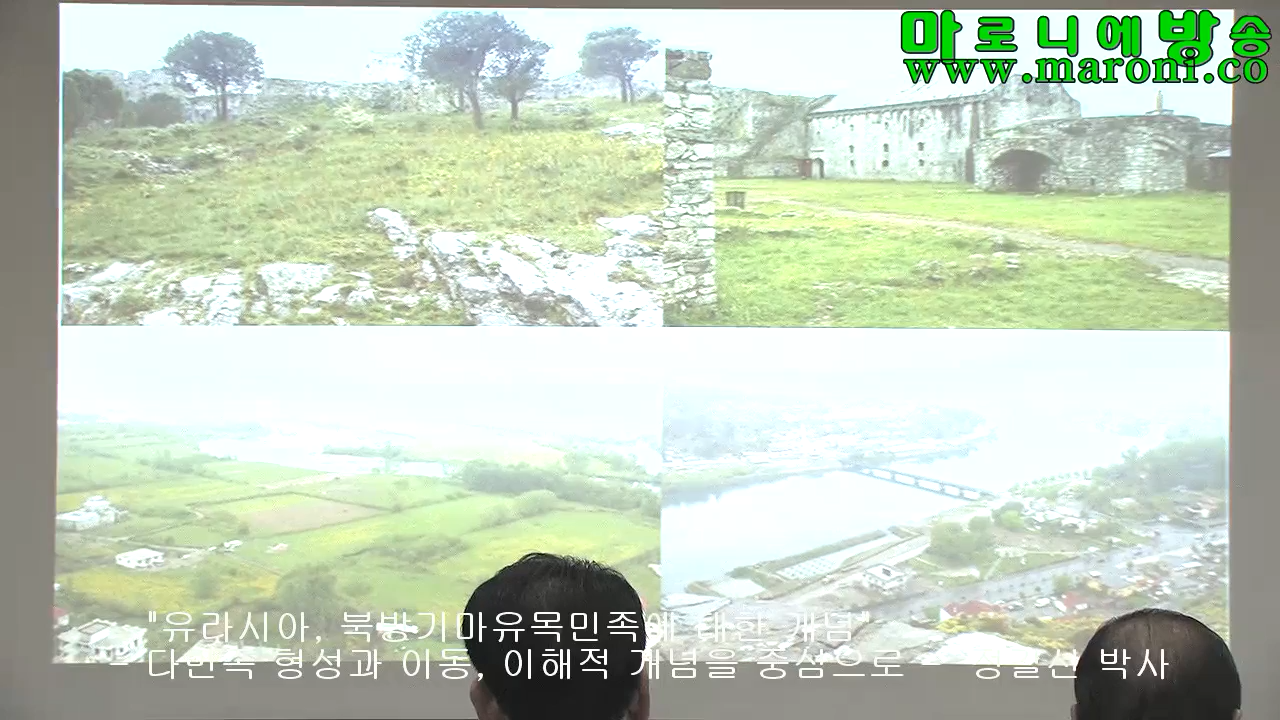 마로니에방송
www.maroni.co
"유라시아, 북방기마유목민족에 대한 개념"
- 다민족 형성과 이동, 이해적 개념을 중심으로 - 박사